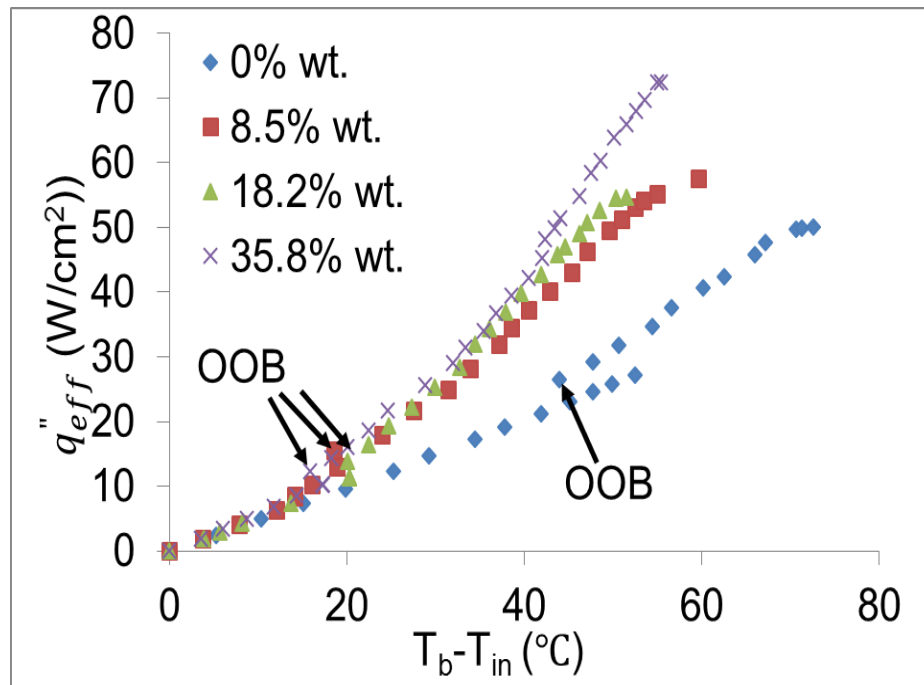 80
70
60
50
40
30
20
10
0
q"eff (W/cm²))
0% wt.
8.5% wt.
18.2% wt.
35.8% wt.
OOB
OOB
0 20 40 60 80
Tb-Tin (°C)